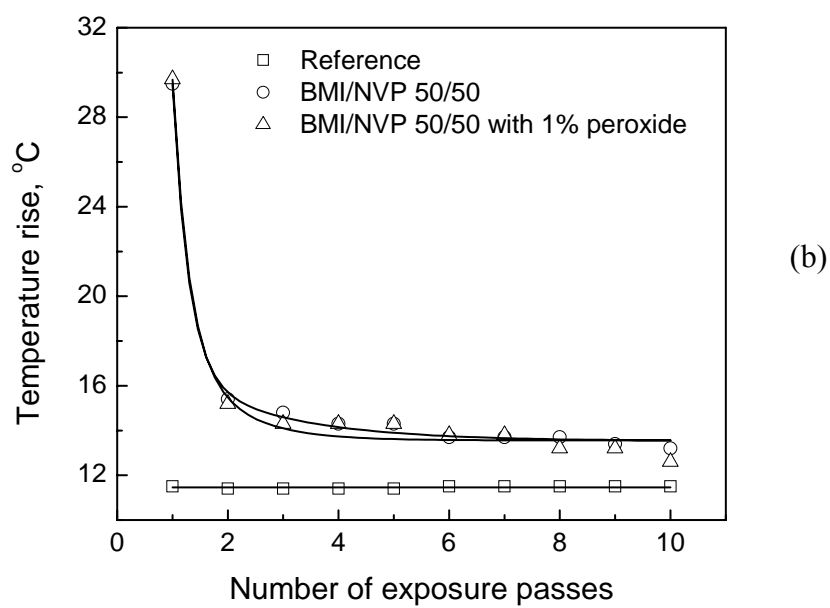 32
28
24
20
16
12
Temperature rise, °C
Reference
BMI/NVP 50/50
BMI/NVP 50/50 with 1% peroxide
(b)
0 2 4 6 8 10
Number of exposure passes